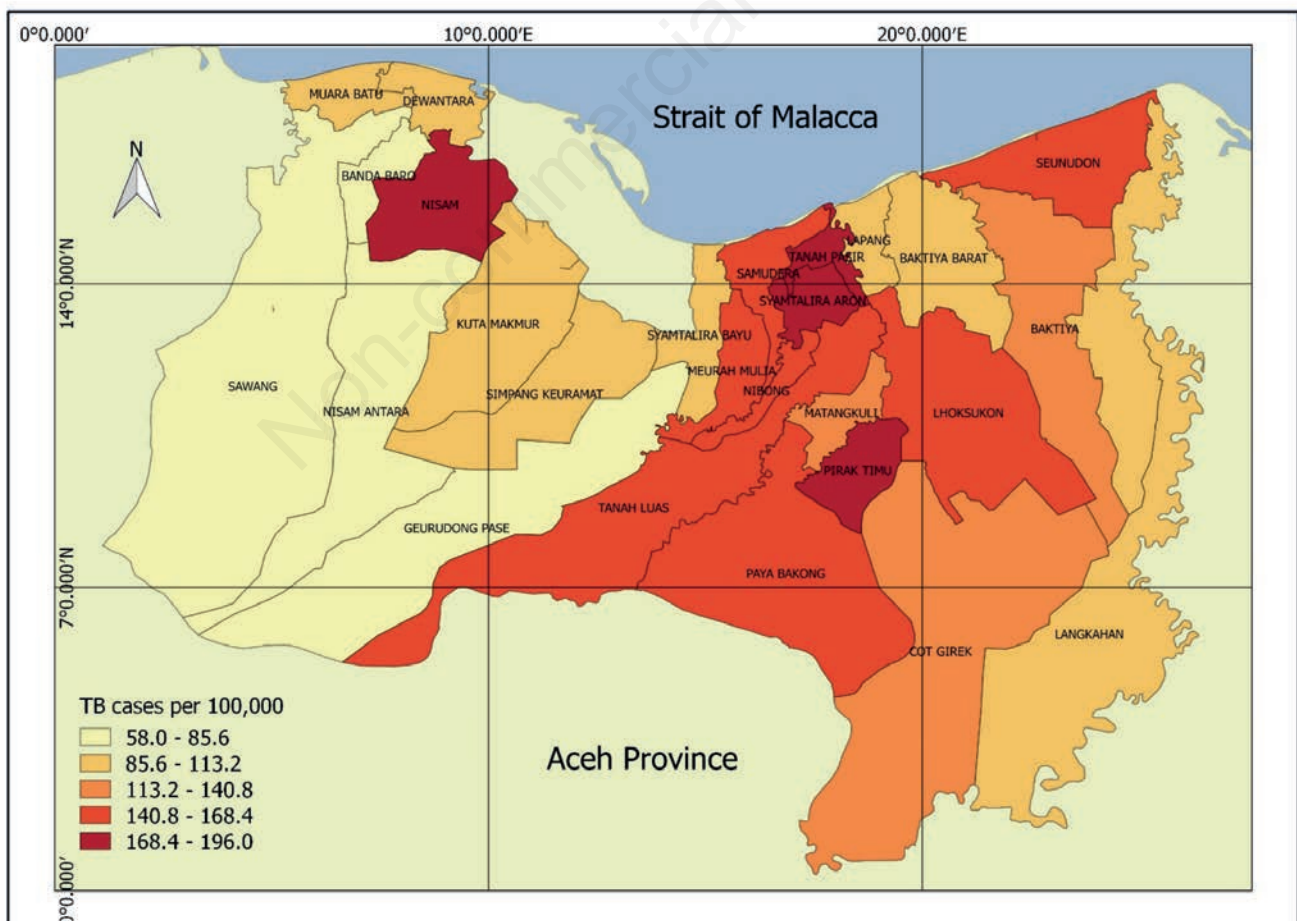 0°0.000′
10°0.000′E
20°0.000′E
Non-commercial
Strait of Malacca
N
MUARA BATU
DEWANTARA
BANDA BARO
NISAM
SEUNUDON
LAPANG
TANAH PASIR
BAKTIYA BARAT
SAMUDERA
SYAMTALIRA ARON
14°0.000′N
KUTA MAKMUR
SYAMTALIRA BAYU
BAKTIYA
MEURAH MULIA
SAWANG
SIMPANG KEURAMAT
NIBONG
NISAM ANTARA
MATANGKULI
LHOKSUKON
PIRAK TIMU
TANAH LUAS
GEURUDONG PASE
PAYA BAKONG
7°0.000′N
LANGKAHAN
COT GIREK
TB cases per 100,000
58.0 - 85.6
85.6 - 113.2
113.2 - 140.8
140.8 - 168.4
168.4 - 196.0
Aceh Province
0°0.000′